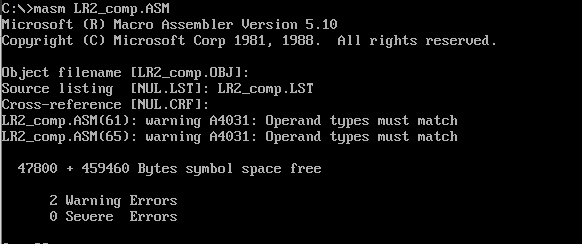 C:\>masm LR2_comp.ASM
Microsoft (R) Macro Assembler Version 5.10
Copyright (C) Microsoft Corp 1981, 1988.  All rights reserved.
Object filename [LR2_comp.OBJ]:
Source listing  [NUL.LST]: LR2_comp.LST
Cross-reference [NUL.CRF]:
LR2_comp.ASM(61): warning A4031: Operand types must match
LR2_comp.ASM(65): warning A4031: Operand types must match
47800 + 459460 Bytes symbol space free
2 Warning Errors
0 Severe  Errors